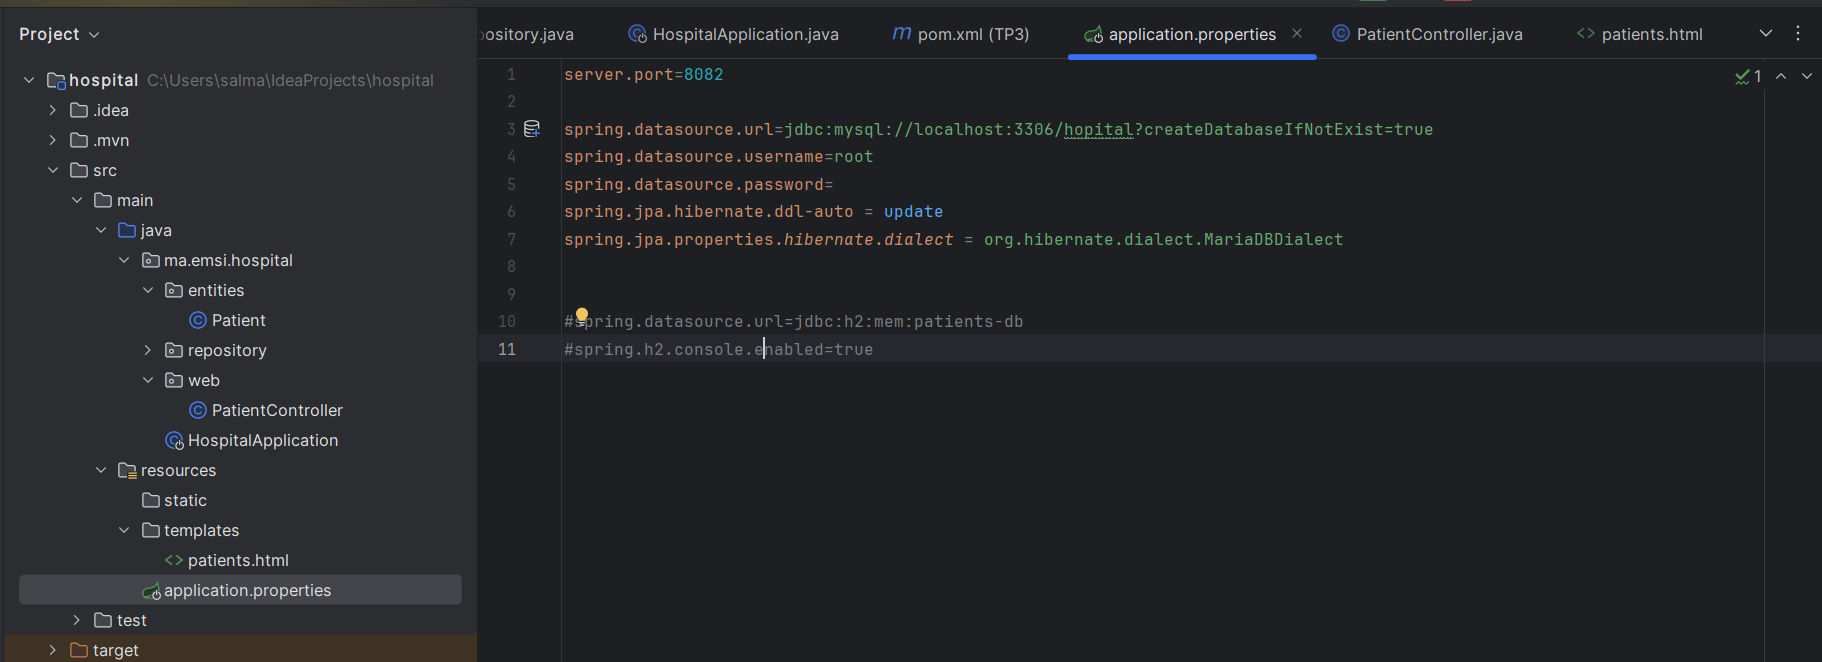 Project
hospital C:\Users\salma\IdeaProjects\hospital
.idea
.mvn
src
main
java
ma.emsi.hospital
entities
Patient
repository
web
PatientController
HospitalApplication
resources
static
templates
patients.html
application.properties
test
target
ository.java
HospitalApplication.java
pom.xml (TP3)
application.properties
PatientController.java
patients.html
1
1 server.port=8082
2
3 spring.datasource.url=jdbc:mysql://localhost:3306/hopital?createDatabaseIfNotExist=true
4 spring.datasource.username=root
5 spring.datasource.password=
6 spring.jpa.hibernate.ddl-auto = update
7 spring.jpa.properties.hibernate.dialect = org.hibernate.dialect.MariaDBDialect
8
9
10 #spring.datasource.url=jdbc:h2:mem:patients-db
11 #spring.h2.console.enabled=true